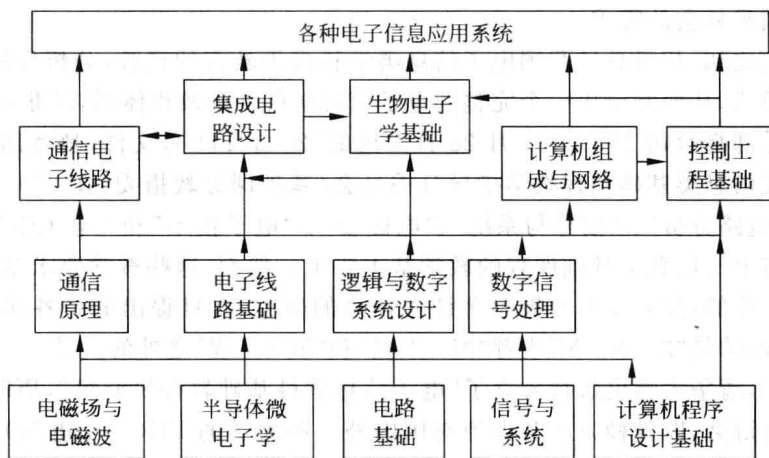 各种电子信息应用系统
集成电
路设计
生物电子
学基础
通信电
子线路
计算机组
成与网络
控制工
程基础
通信
原理
电子线
路基础
逻辑与数字
系统设计
数字信
号处理
电磁场与
电磁波
半导体微
电子学
电路
基础
信号与
系统
计算机程序
设计基础